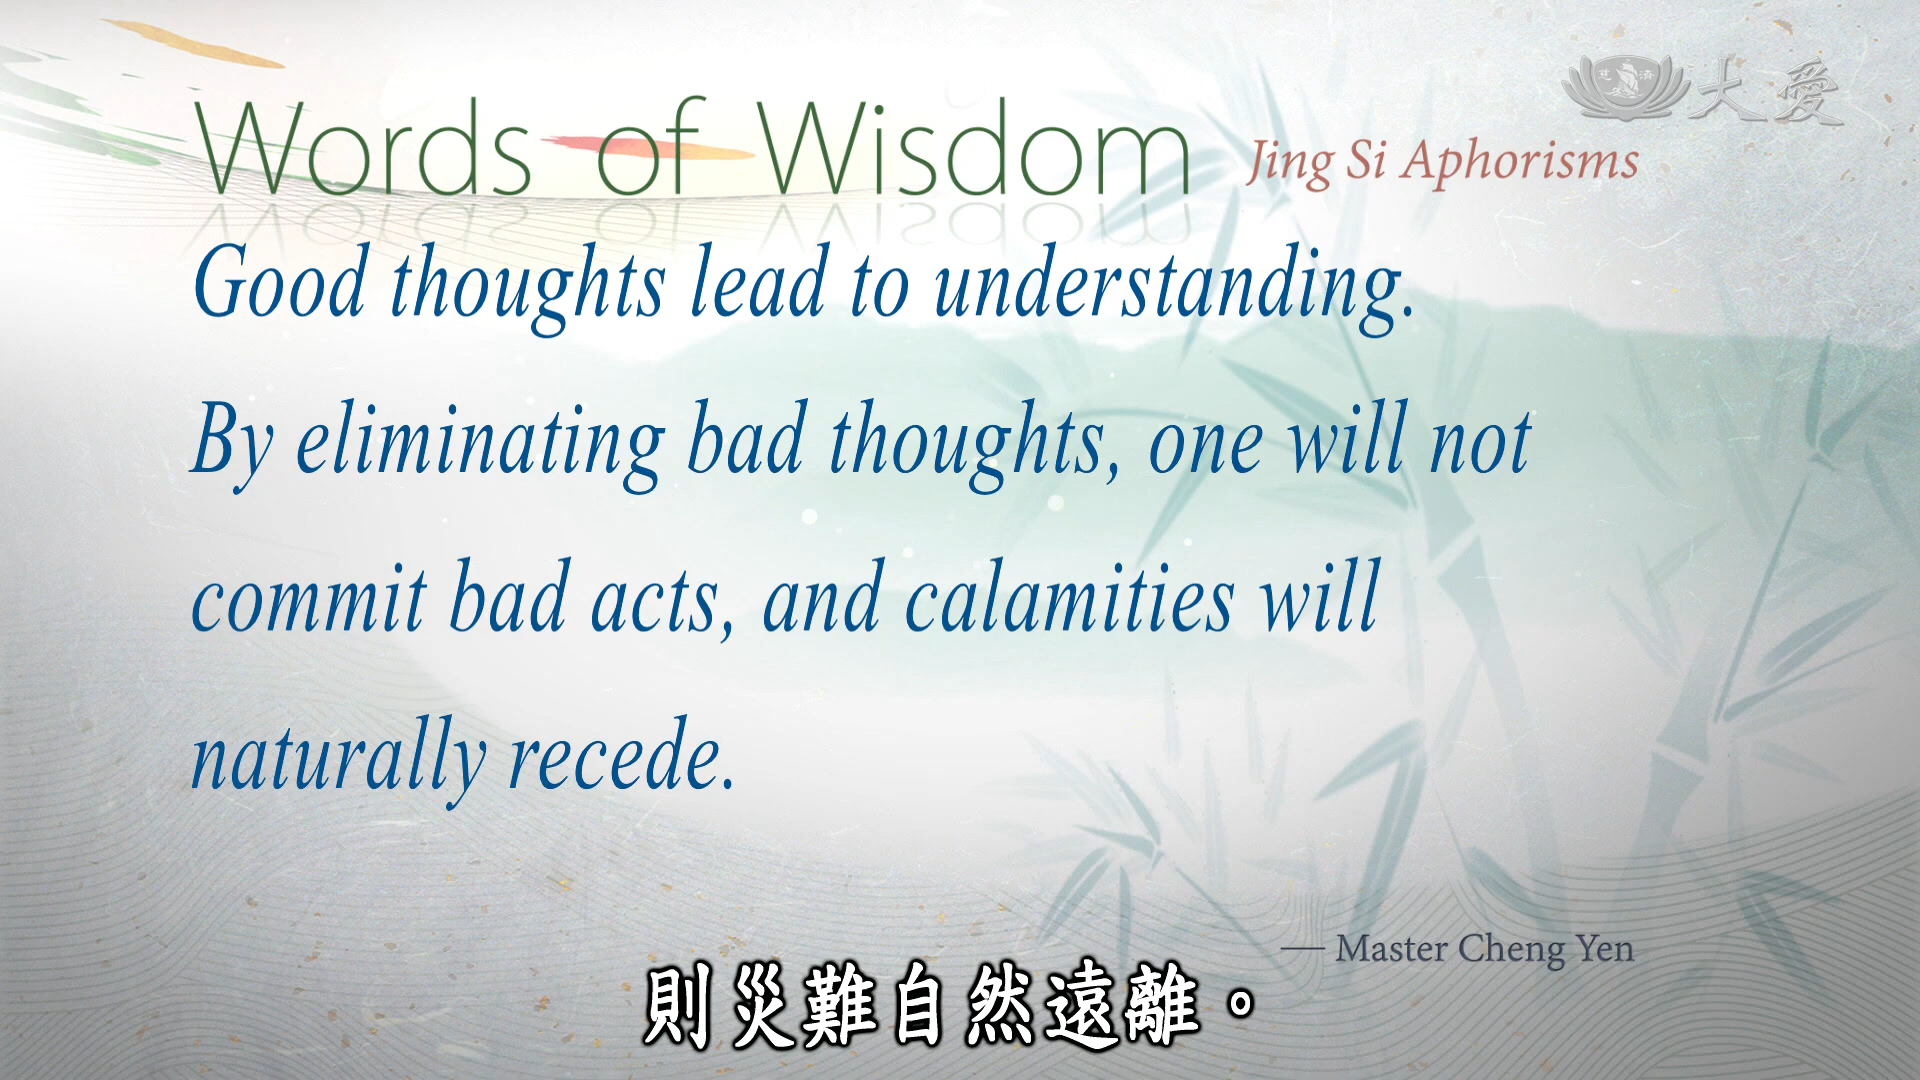 大愛
Words of Wisdom
Jing Si Aphorisms
Good thoughts lead to understanding.
By eliminating bad thoughts, one will not
commit bad acts, and calamities will
naturally recede.
— Master Cheng Yen
則災難自然遠離。